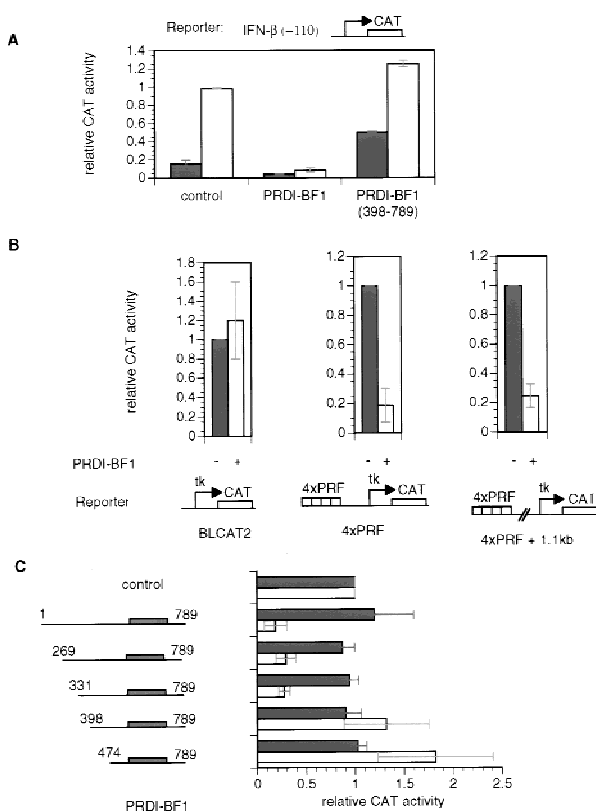 Reporter: IFN-β (−110) CAT
A
relative CAT activity
1.4
1.2
1
0.8
0.6
0.4
0.2
0
control PRDI-BF1 PRDI-BF1
(398-789)
B
relative CAT activity
1.8
1.6
1.4
1.2
1
0.8
0.6
0.4
0.2
0
1.2
1
0.8
0.6
0.4
0.2
0
1.2
1
0.8
0.6
0.4
0.2
0
PRDI-BF1 - + - + - +
Reporter
tk CAT
BLCAT2
4xPRF tk CAT
4xPRF
4xPRF tk CAT
4xPRF + 1.1kb
C
control
1 789
269 789
331 789
398 789
474 789
PRDI-BF1
0 0.5 1 1.5 2 2.5
relative CAT activity